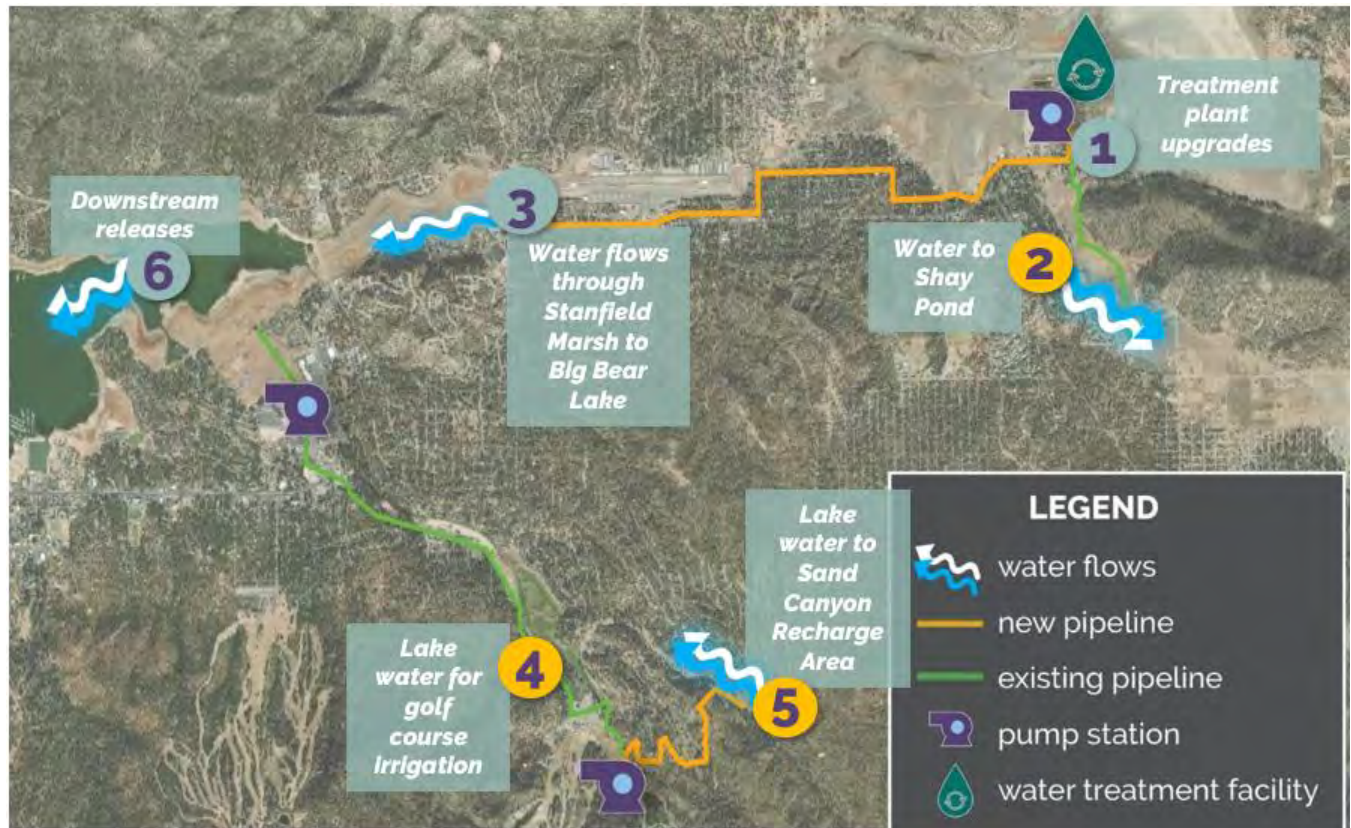 1
Treatment
plant
upgrades
Downstream
releases
6
3
Water flows
through
Stanfield
Marsh to
Big Bear
Lake
Water to
Shay
Pond
2
Lake
water for
golf
course
irrigation
4
Lake
water to
Sand
Canyon
Recharge
Area
5
LEGEND
water flows
new pipeline
existing pipeline
pump station
water treatment facility